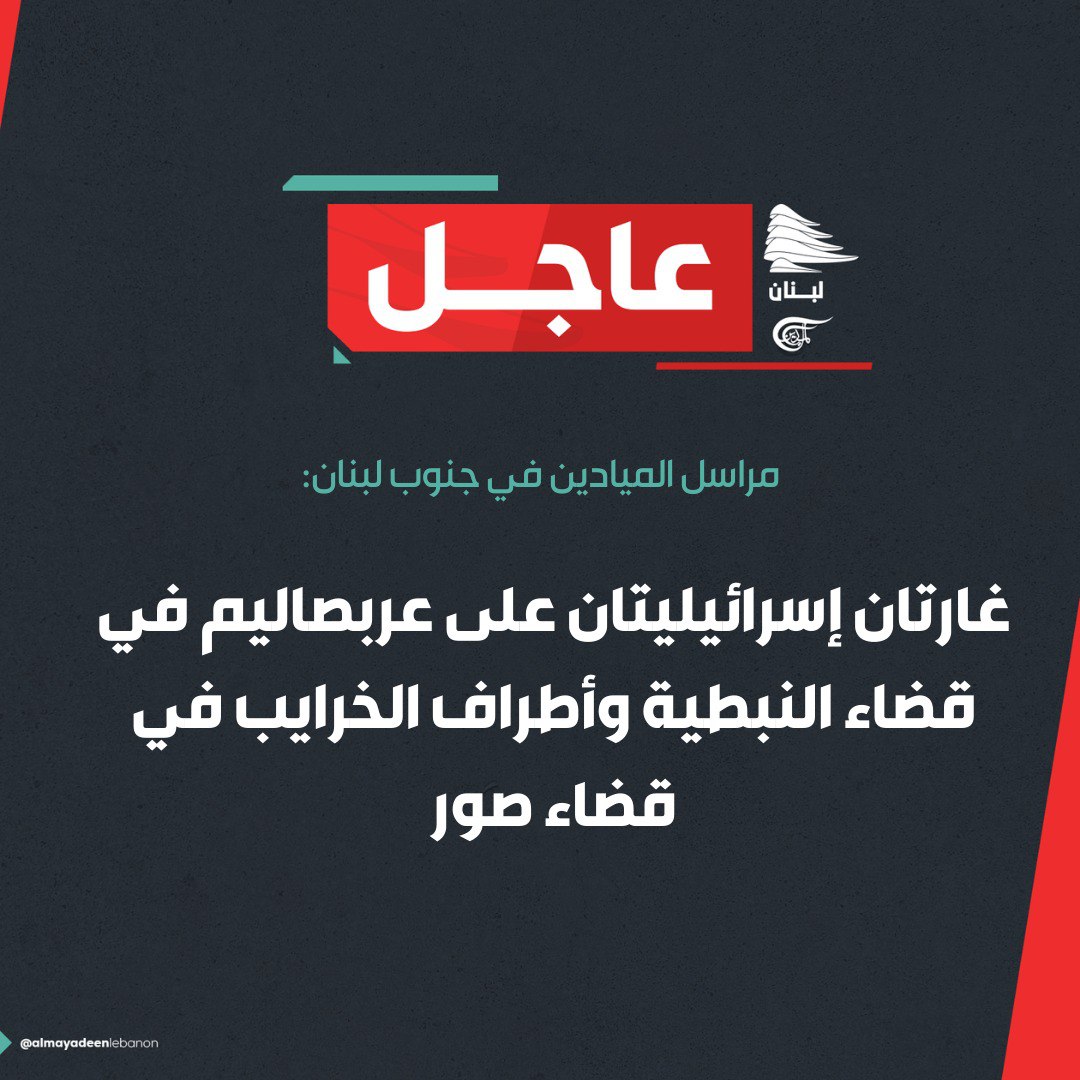 عاجل
لبنان
الميادين
مراسل الميادين في جنوب لبنان:
غارتان إسرائيليتان على عربصاليم في
قضاء النبطية وأطراف الخرايب في
قضاء صور
@almayadeenlebanon